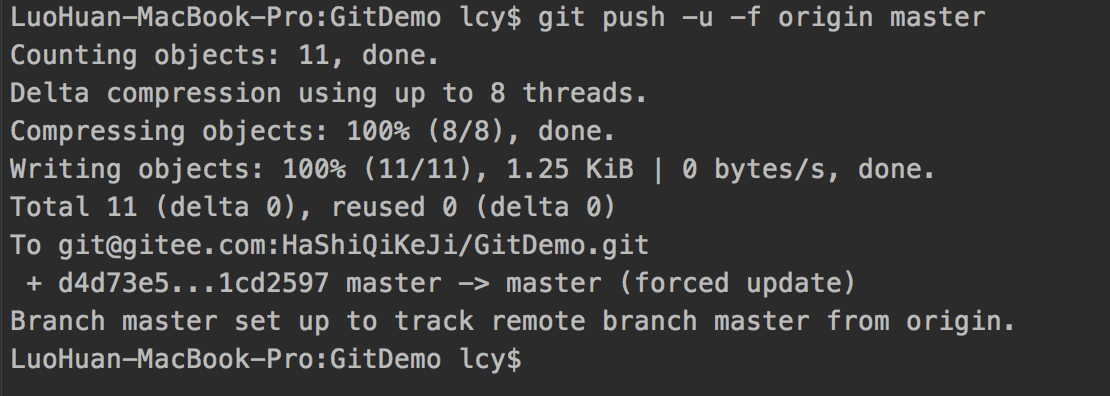 LuoHuan-MacBook-Pro:GitDemo lcy$ git push -u -f origin master
Counting objects: 11, done.
Delta compression using up to 8 threads.
Compressing objects: 100% (8/8), done.
Writing objects: 100% (11/11), 1.25 KiB | 0 bytes/s, done.
Total 11 (delta 0), reused 0 (delta 0)
To git@gitee.com:HaShiQiKeJi/GitDemo.git
 + d4d73e5...1cd2597 master -> master (forced update)
Branch master set up to track remote branch master from origin.
LuoHuan-MacBook-Pro:GitDemo lcy$